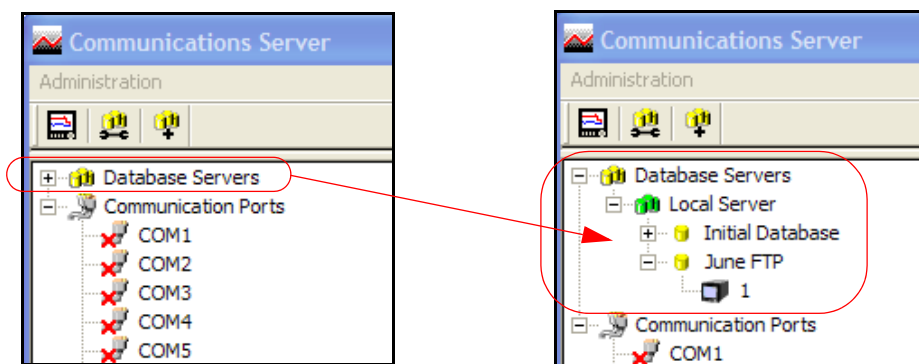 Communications Server
Administration
Database Servers
Communication Ports
COM1
COM2
COM3
COM4
COM5
Communications Server
Administration
Database Servers
Local Server
Initial Database
June FTP
1
Communication Ports
COM1